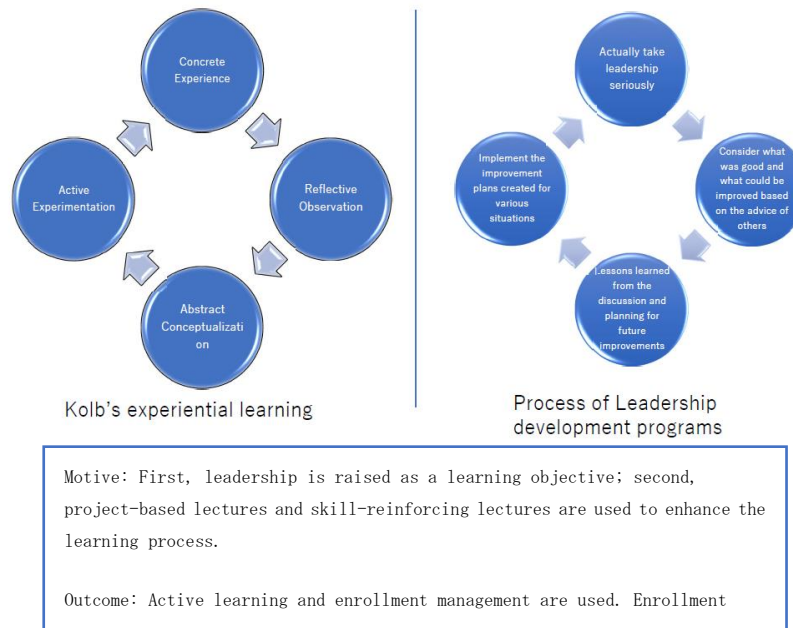 Concrete
Experience
Reflective
Observation
Abstract
Conceptualizati
on
Active
Experimentation
Kolb's experiential learning
Actually take
leadership
seriously
Consider what
was good and
what could be
improved based
on the advice of
others
Lessons learned
from the
discussion and
planning for
future
improvements
Implement the
improvement
plans created for
various
situations
Process of Leadership
development programs
Motive: First, leadership is raised as a learning objective; second,
project-based lectures and skill-reinforcing lectures are used to enhance the
learning process.
Outcome: Active learning and enrollment management are used. Enrollment